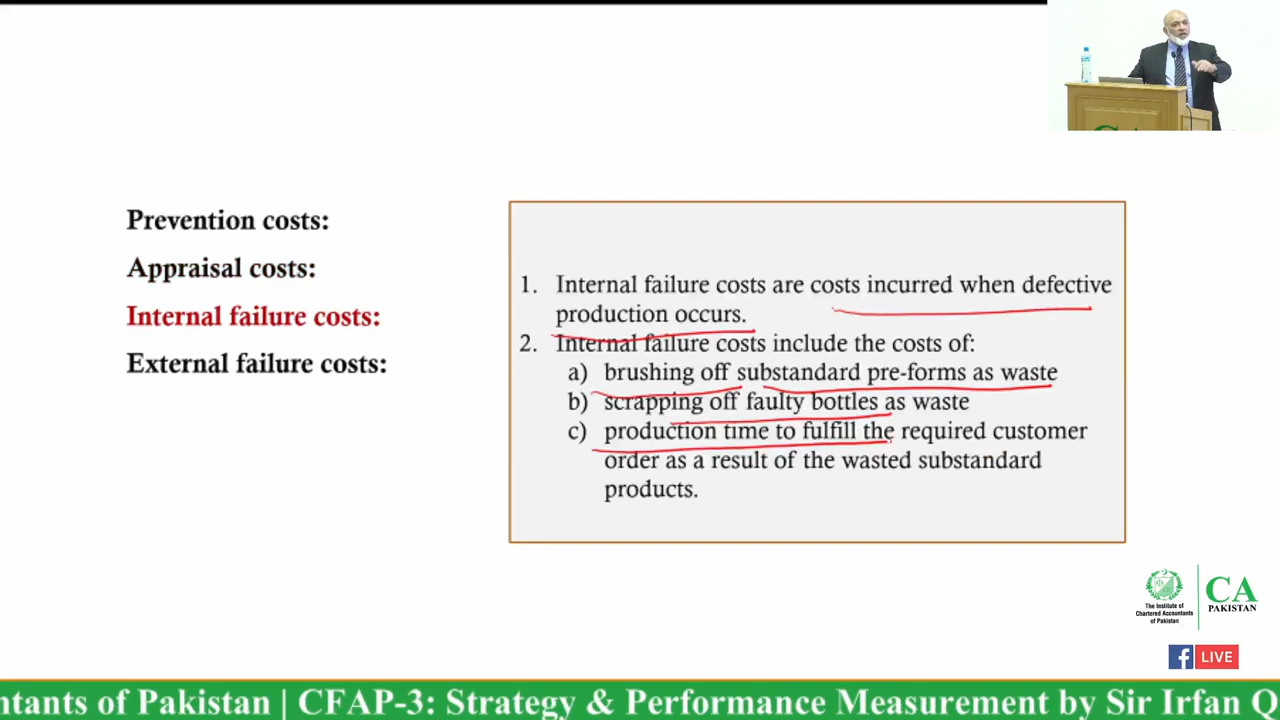 Prevention costs:
Appraisal costs:
Internal failure costs:
External failure costs:
1. Internal failure costs are costs incurred when defective
production occurs.
2. Internal failure costs include the costs of:
a) brushing off substandard pre-forms as waste
b) scrapping off faulty bottles as waste
c) production time to fulfill the required customer
order as a result of the wasted substandard
products.
The Institute of
Chartered Accountants
of Pakistan
CA
PAKISTAN
LIVE
ntants of Pakistan | CFAP-3: Strategy & Performance Measurement by Sir Irfan Q